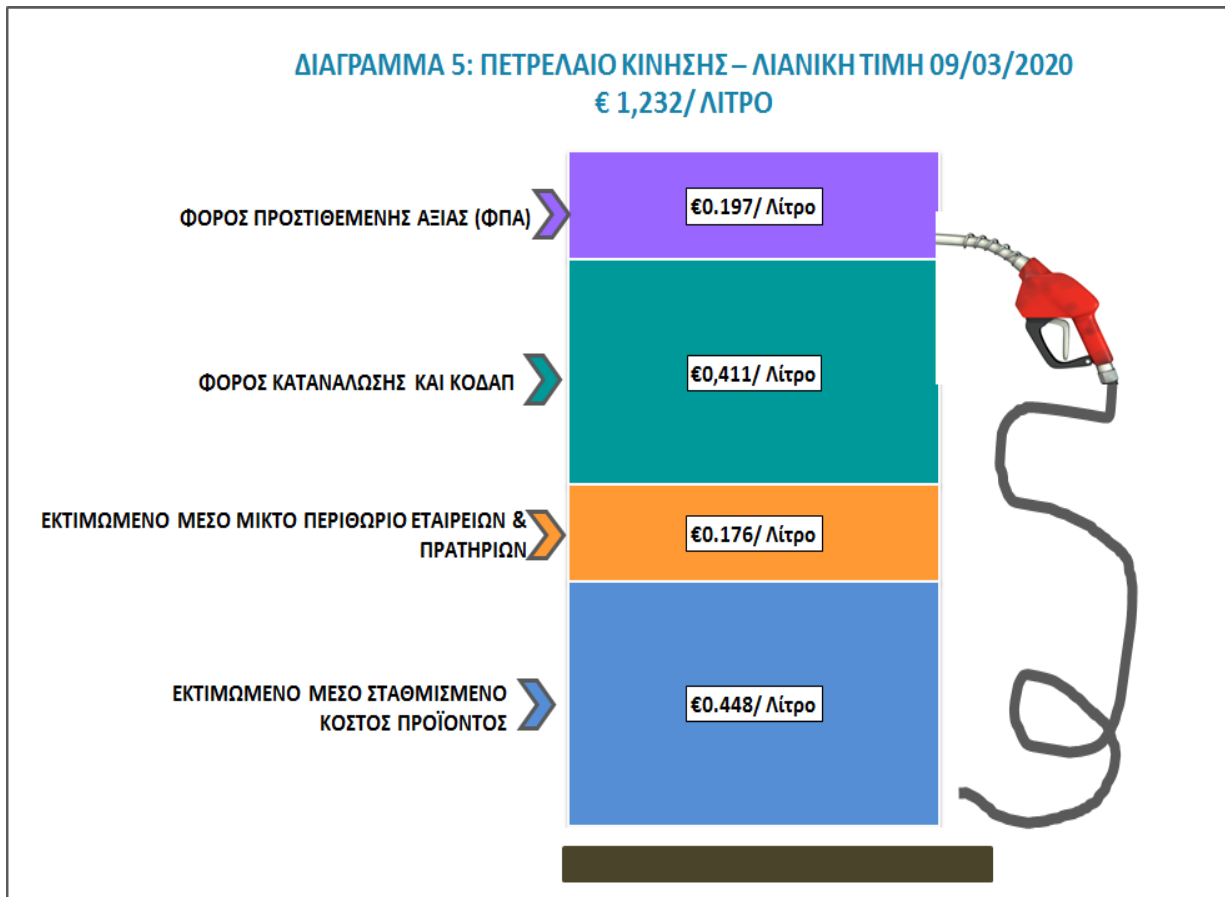 ΔΙΑΓΡΑΜΜΑ 5: ΠΕΤΡΕΛΑΙΟ ΚΙΝΗΣΗΣ – ΛΙΑΝΙΚΗ ΤΙΜΗ 09/03/2020
€ 1,232/ ΛΙΤΡΟ
ΦΟΡΟΣ ΠΡΟΣΤΙΘΕΜΕΝΗΣ ΑΞΙΑΣ (ΦΠΑ)
€0.197/ Λίτρο
ΦΟΡΟΣ ΚΑΤΑΝΑΛΩΣΗΣ ΚΑΙ ΚΟΔΑΠ
€0,411/ Λίτρο
ΕΚΤΙΜΩΜΕΝΟ ΜΕΣΟ ΜΙΚΤΟ ΠΕΡΙΘΩΡΙΟ ΕΤΑΙΡΕΙΩΝ &
ΠΡΑΤΗΡΙΩΝ
€0.176/ Λίτρο
ΕΚΤΙΜΩΜΕΝΟ ΜΕΣΟ ΣΤΑΘΜΙΣΜΕΝΟ
ΚΟΣΤΟΣ ΠΡΟΪΟΝΤΟΣ
€0.448/ Λίτρο